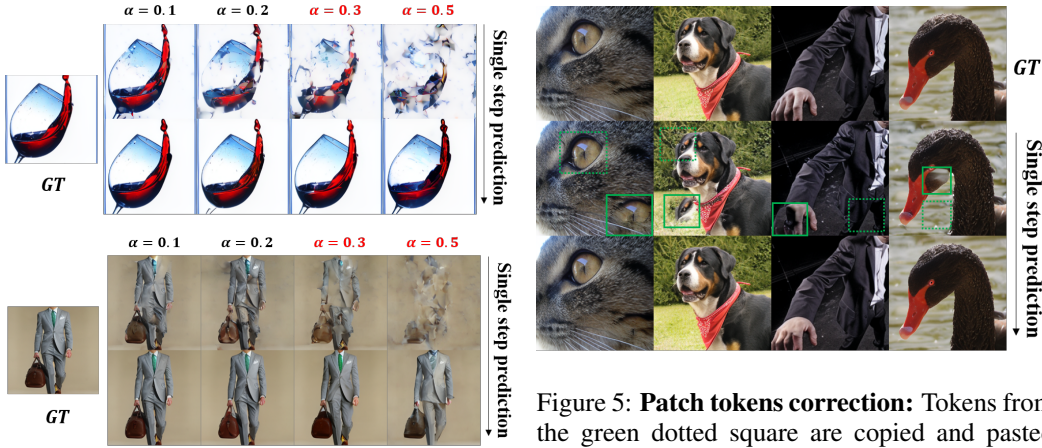 α = 0.1 α = 0.2 α = 0.3 α = 0.5
GT
Single step prediction
α = 0.1 α = 0.2 α = 0.3 α = 0.5
GT
Single step prediction
GT
Single step prediction
Figure 5: Patch tokens correction: Tokens from
the green dotted square are copied and pasted